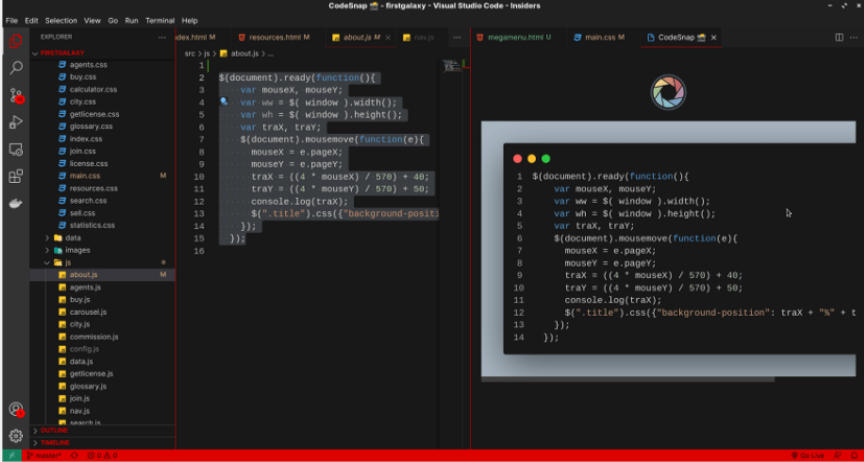 CodeSnap 📸 - firstgalaxy - Visual Studio Code - Insiders
File Edit Selection View Go Run Terminal Help
EXPLORER
dex.html M
resources.html M
about.js M
nav.js
megamenu.html U
main.css M
CodeSnap 📸
FIRSTGALAXY
agents.css
buy.css
calculator.css
city.css
getlicense.css
glossary.css
index.css
join.css
license.css
main.css M
resources.css
search.css
sell.css
statistics.css
data
images
js
about.js M
agents.js
buy.js
carousel.js
city.js
commission.js
config.js
data.js
getlicense.js
glossary.js
join.js
nav.js
search.js
OUTLINE
TIMELINE
src > js > about.js > ...
1
2 $(document).ready(function(){
3 var mouseX, mouseY;
4 var ww = $( window ).width();
5 var wh = $( window ).height();
6 var traX, traY;
7 $(document).mousemove(function(e){
8 mouseX = e.pageX;
9 mouseY = e.pageY;
10 traX = ((4 * mouseX) / 570) + 40;
11 traY = ((4 * mouseY) / 570) + 50;
12 console.log(traX);
13 $(".title").css({"background-positi
14 });
15 });
16
1 $(document).ready(function(){
2 var mouseX, mouseY;
3 var ww = $( window ).width();
4 var wh = $( window ).height();
5 var traX, traY;
6 $(document).mousemove(function(e){
7 mouseX = e.pageX;
8 mouseY = e.pageY;
9 traX = ((4 * mouseX) / 570) + 40;
10 traY = ((4 * mouseY) / 570) + 50;
11 console.log(traX);
12 $(".title").css({"background-position": traX + "%" + t
13 });
14 });
master* 0 0 Go Live